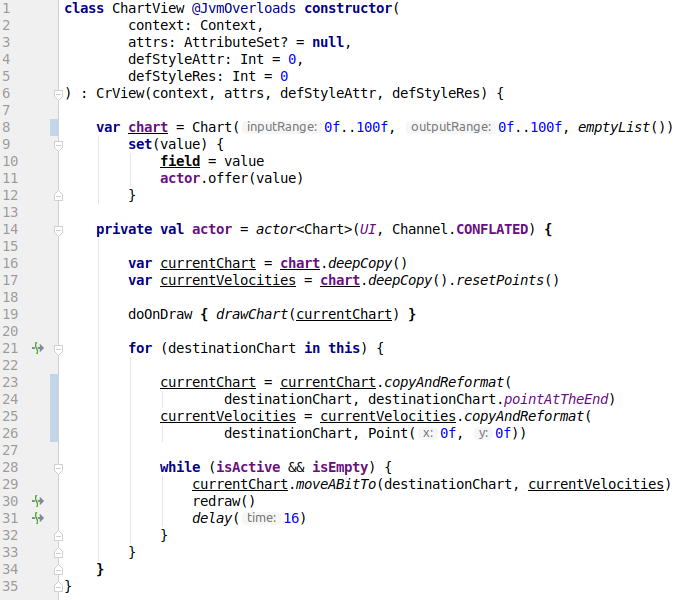 1 class ChartView @JvmOverloads constructor(
2         context: Context,
3         attrs: AttributeSet? = null,
4         defStyleAttr: Int = 0,
5         defStyleRes: Int = 0
6 ) : CrView(context, attrs, defStyleAttr, defStyleRes) {
7
8     var chart = Chart( inputRange: 0f..100f, outputRange: 0f..100f, emptyList())
9         set(value) {
10             field = value
11             actor.offer(value)
12         }
13
14     private val actor = actor<Chart>(UI, Channel.CONFLATED) {
15
16         var currentChart = chart.deepCopy()
17         var currentVelocities = chart.deepCopy().resetPoints()
18
19         doOnDraw { drawChart(currentChart) }
20
21         for (destinationChart in this) {
22
23             currentChart = currentChart.copyAndReformat(
24                     destinationChart, destinationChart.pointAtTheEnd)
25             currentVelocities = currentVelocities.copyAndReformat(
26                     destinationChart, Point( x: 0f, y: 0f))
27
28             while (isActive && isEmpty) {
29                 currentChart.moveABitTo(destinationChart, currentVelocities)
30                 redraw()
31                 delay( time: 16)
32             }
33         }
34     }
35 }